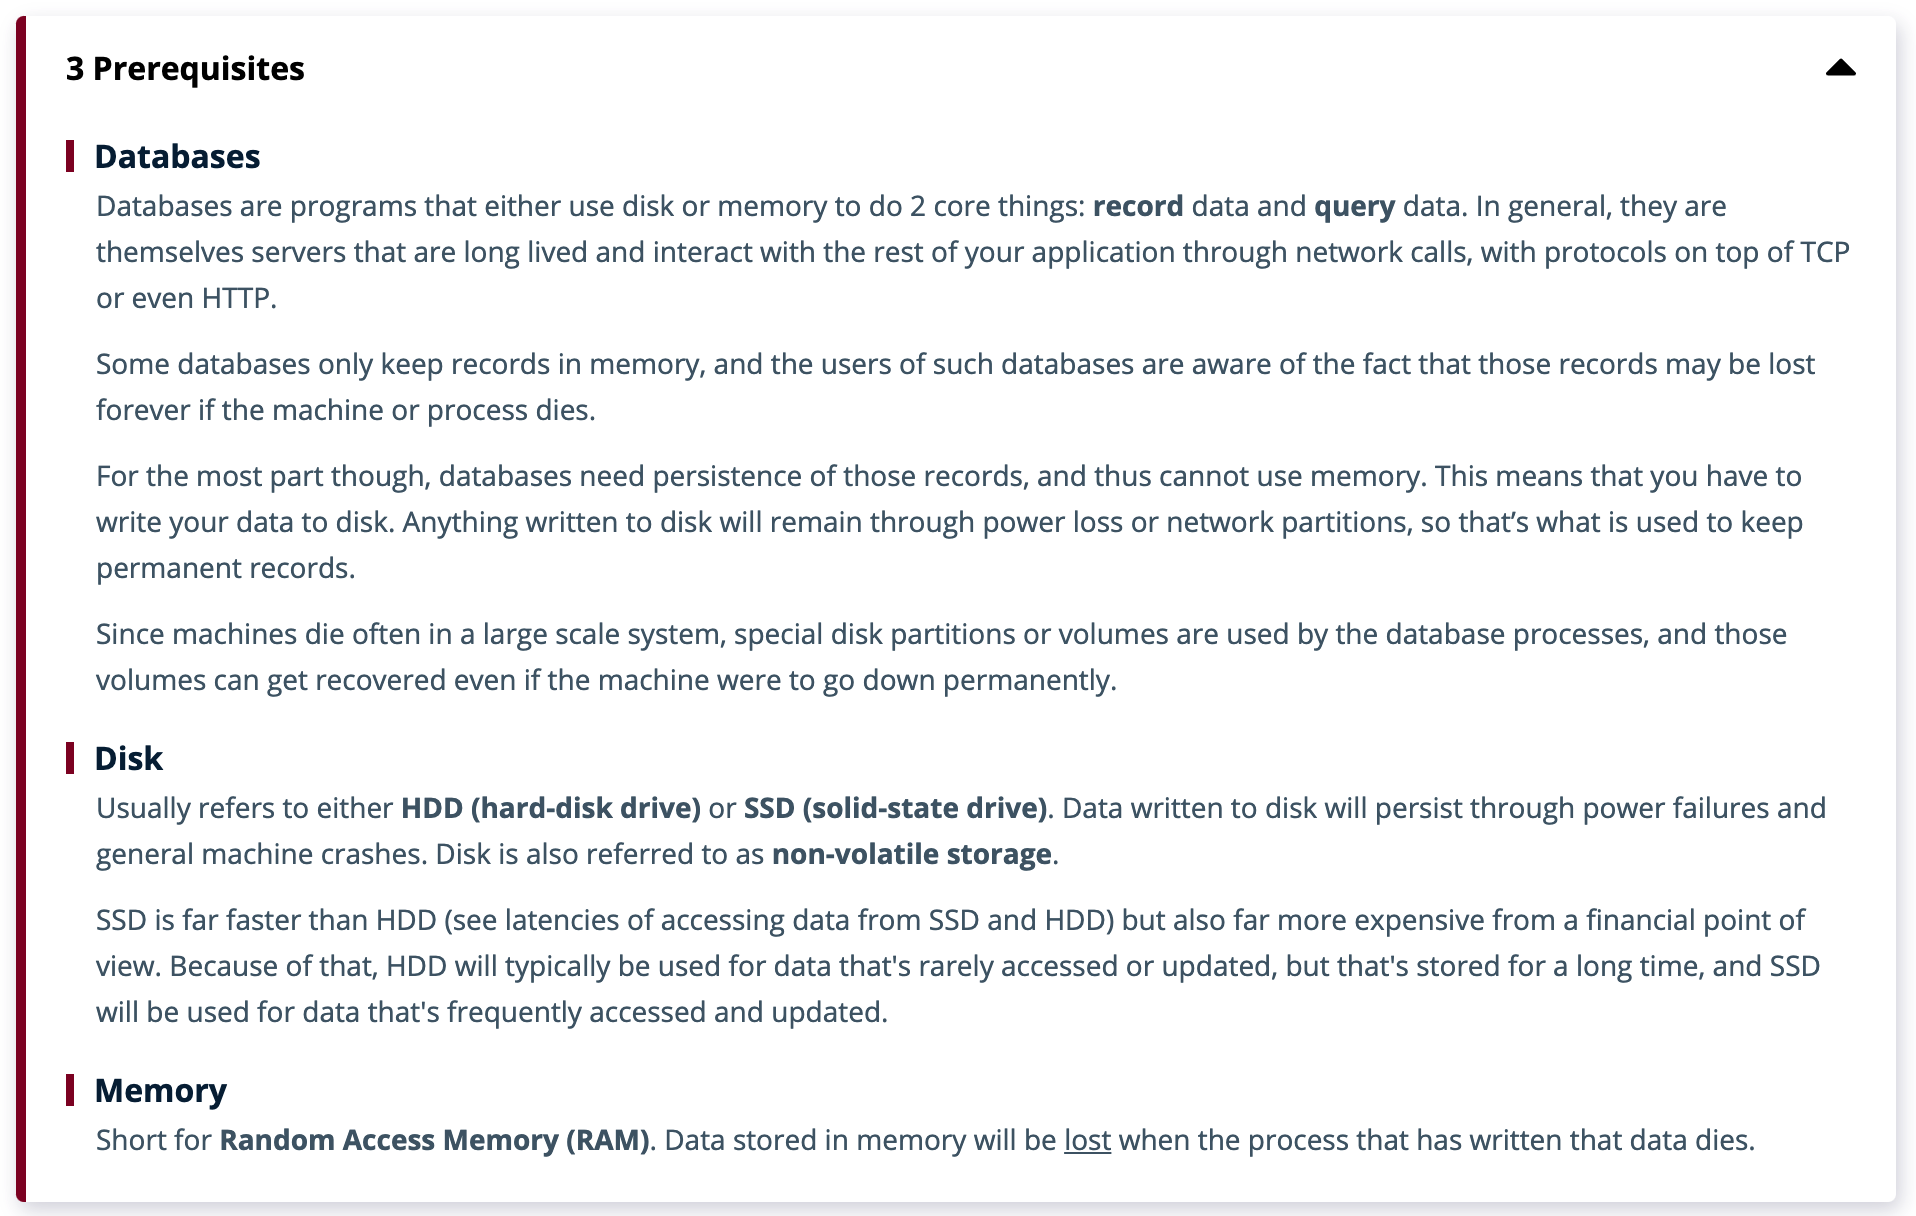 3 Prerequisites
Databases
Databases are programs that either use disk or memory to do 2 core things: record data and query data. In general, they are
themselves servers that are long lived and interact with the rest of your application through network calls, with protocols on top of TCP
or even HTTP.
Some databases only keep records in memory, and the users of such databases are aware of the fact that those records may be lost
forever if the machine or process dies.
For the most part though, databases need persistence of those records, and thus cannot use memory. This means that you have to
write your data to disk. Anything written to disk will remain through power loss or network partitions, so that’s what is used to keep
permanent records.
Since machines die often in a large scale system, special disk partitions or volumes are used by the database processes, and those
volumes can get recovered even if the machine were to go down permanently.
Disk
Usually refers to either HDD (hard-disk drive) or SSD (solid-state drive). Data written to disk will persist through power failures and
general machine crashes. Disk is also referred to as non-volatile storage.
SSD is far faster than HDD (see latencies of accessing data from SSD and HDD) but also far more expensive from a financial point of
view. Because of that, HDD will typically be used for data that's rarely accessed or updated, but that's stored for a long time, and SSD
will be used for data that's frequently accessed and updated.
Memory
Short for Random Access Memory (RAM). Data stored in memory will be lost when the process that has written that data dies.